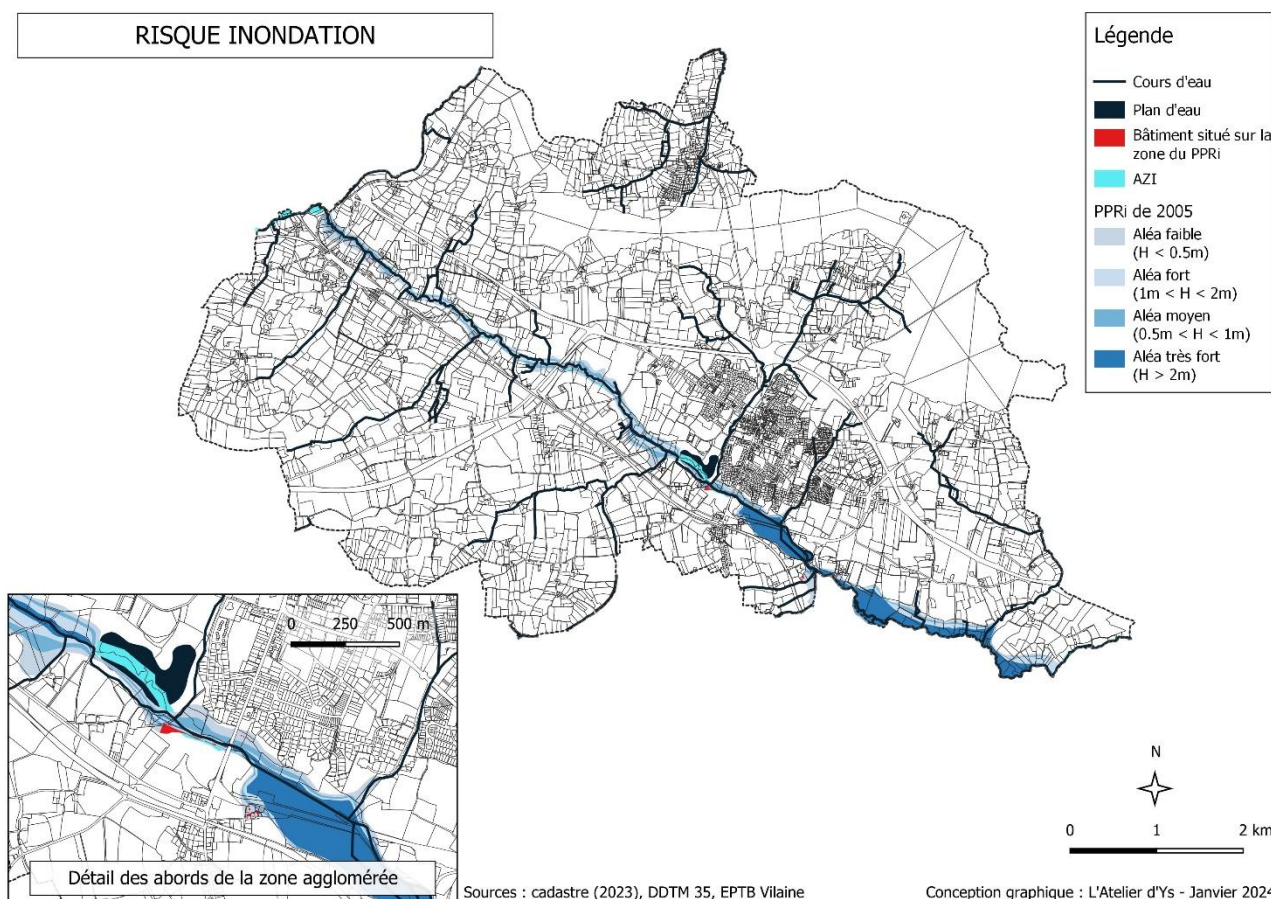 RISQUE INONDATION
Légende
Cours d'eau
Plan d'eau
Bâtiment situé sur la
zone du PPRi
AZI
PPRi de 2005
Aléa faible
(H < 0.5m)
Aléa fort
(1m < H < 2m)
Aléa moyen
(0.5m < H < 1m)
Aléa très fort
(H > 2m)
0 250 500 m
Détail des abords de la zone agglomérée
N
0 1 2 km
Sources : cadastre (2023), DDTM 35, EPTB Vilaine
Conception graphique : L'Atelier d'Ys - Janvier 2024